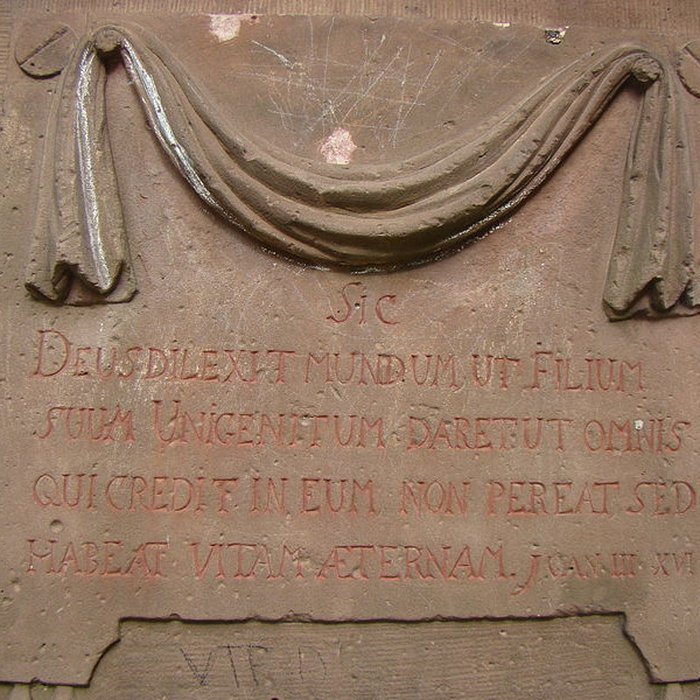 SIC
DEUS DILEXIT MUNDUM, UT FILIUM
SUUM UNIGENITUM DARET UT OMNIS
QUI CREDIT IN EUM NON PEREAT SED
HABEAT VITAM ÆTERNAM. JOAN III XVI